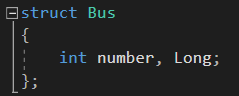 struct Bus
{
int number, Long;
};